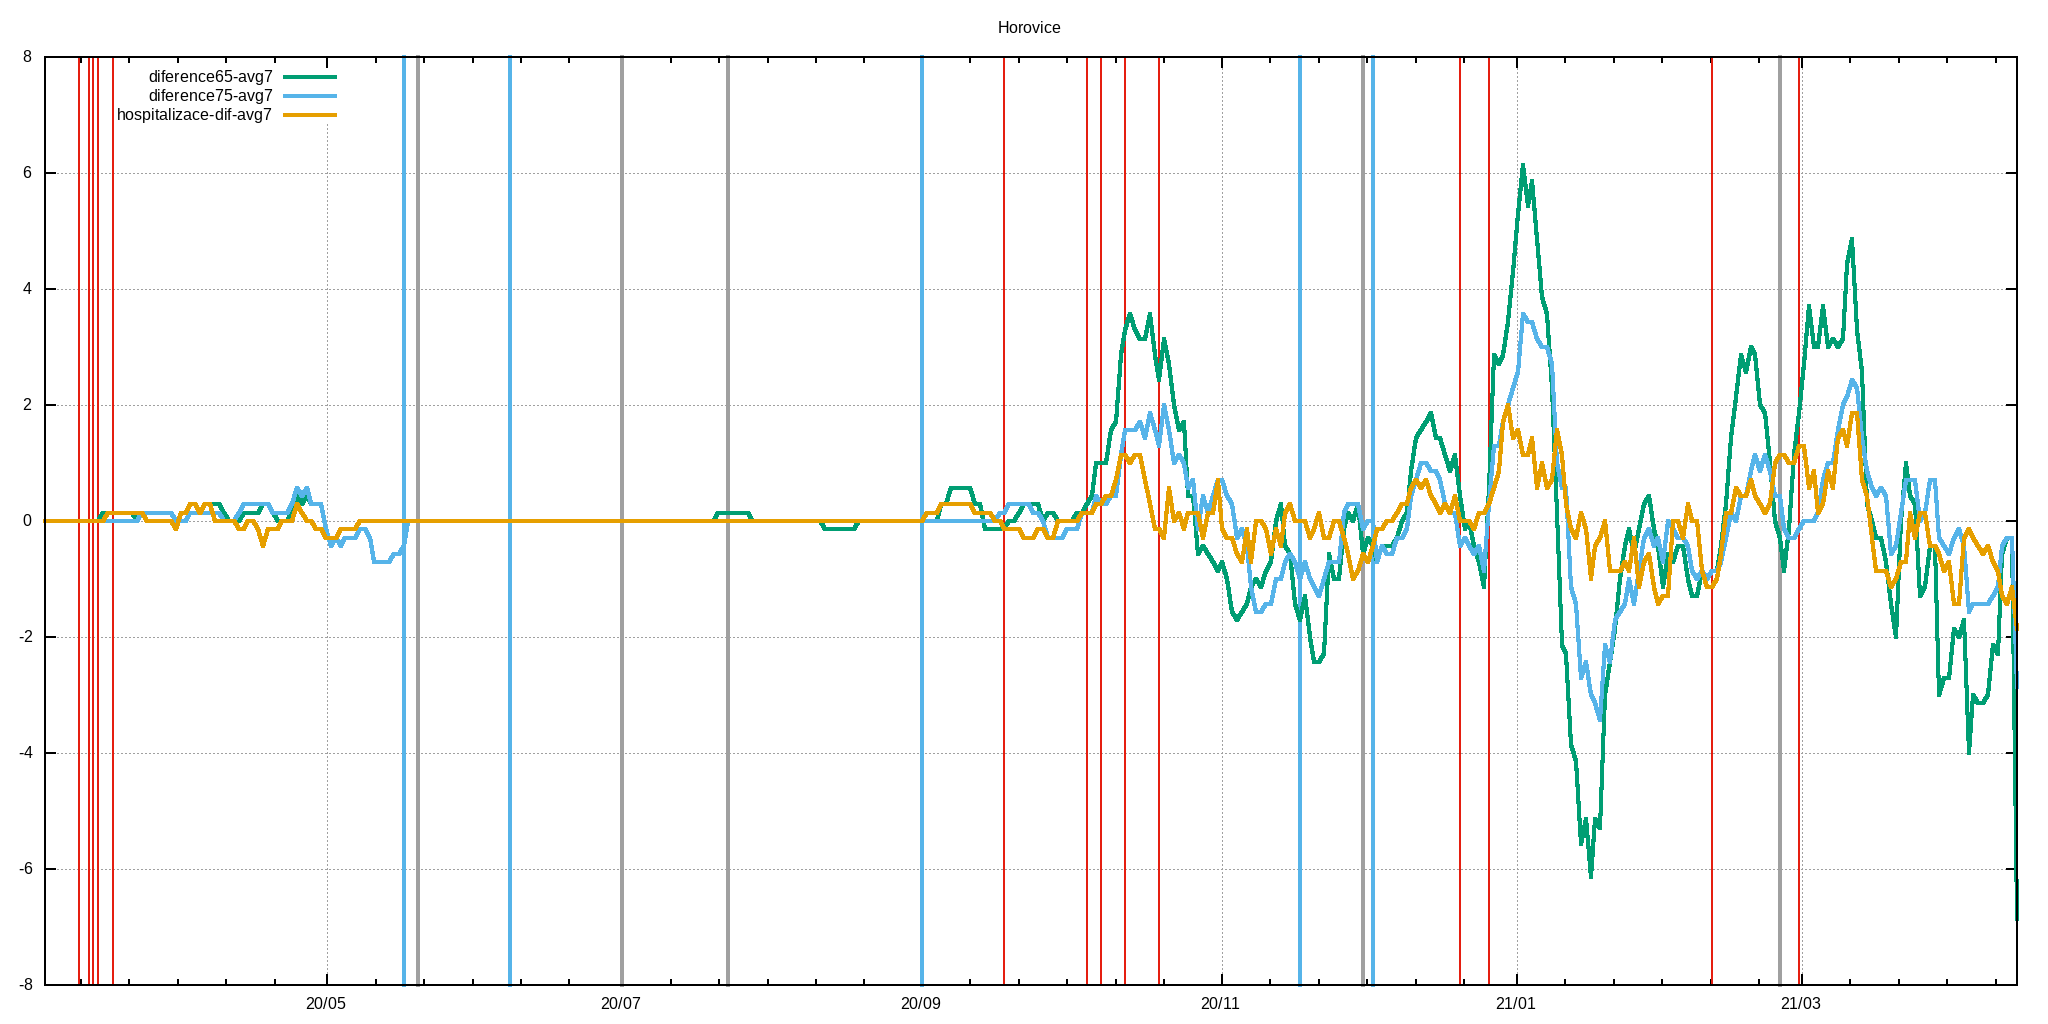 Horovice
diference65-avg7
diference75-avg7
hospitalizace-dif-avg7
8
6
4
2
0
-2
-4
-6
-8
20/05 20/07 20/09 20/11 21/01 21/03